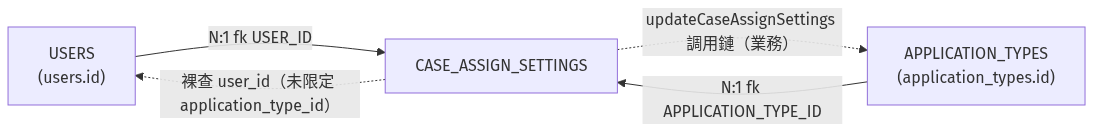 USERS
(users.id)
N:1 fk USER_ID
裸查 user_id（未限定
application_type_id）
CASE_ASSIGN_SETTINGS
updateCaseAssignSettings
調用鏈（業務）
N:1 fk
APPLICATION_TYPE_ID
APPLICATION_TYPES
(application_types.id)